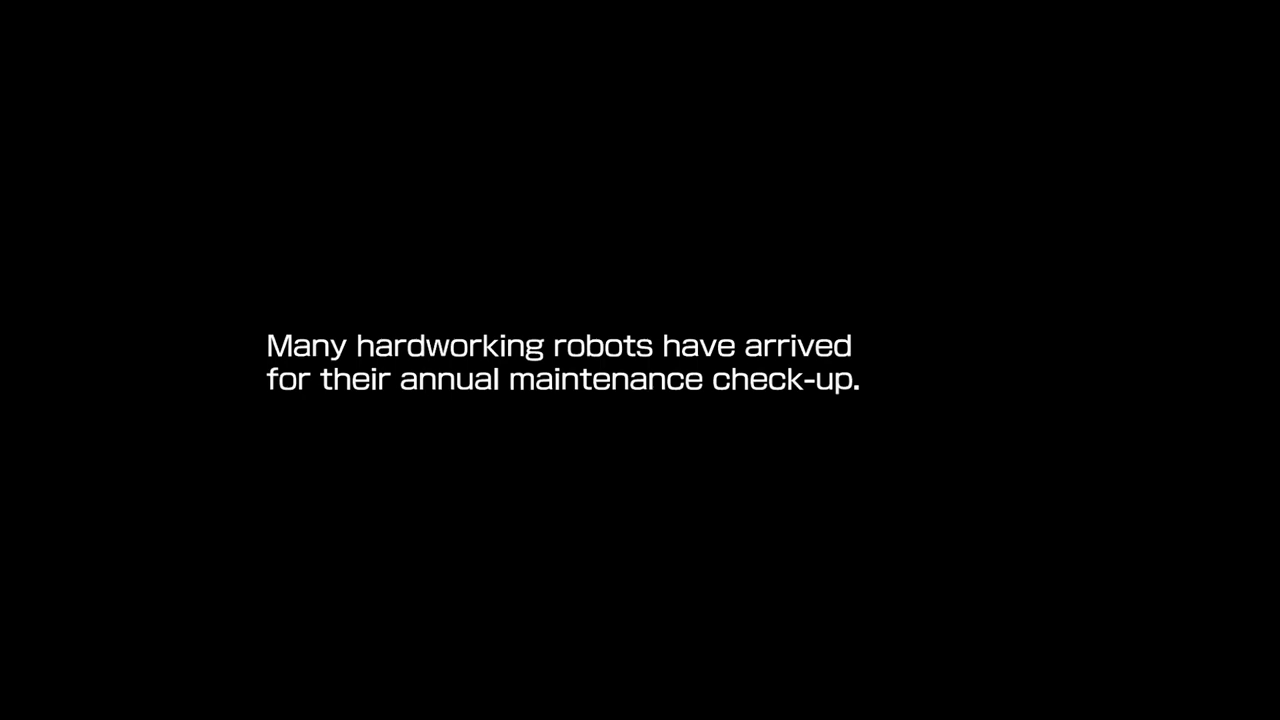 Many hardworking robots have arrived
for their annual maintenance check-up.